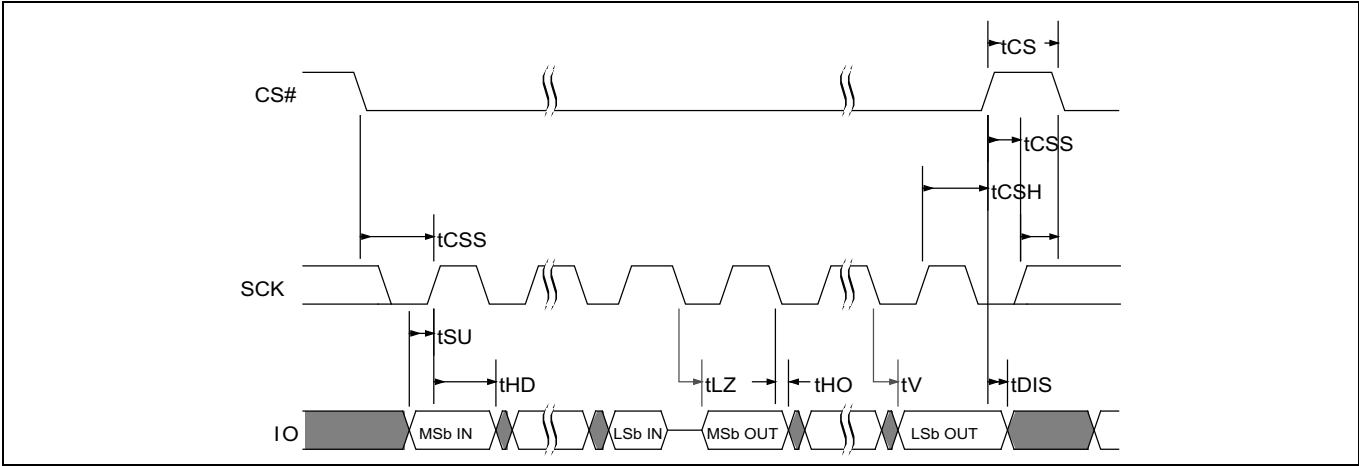 tCS
CS#
tCSS
tCSH
tCSS
SCK
tSU
tHD
tLZ
tHO
tV
tDIS
IO
MSb IN
LSb IN
MSb OUT
LSb OUT